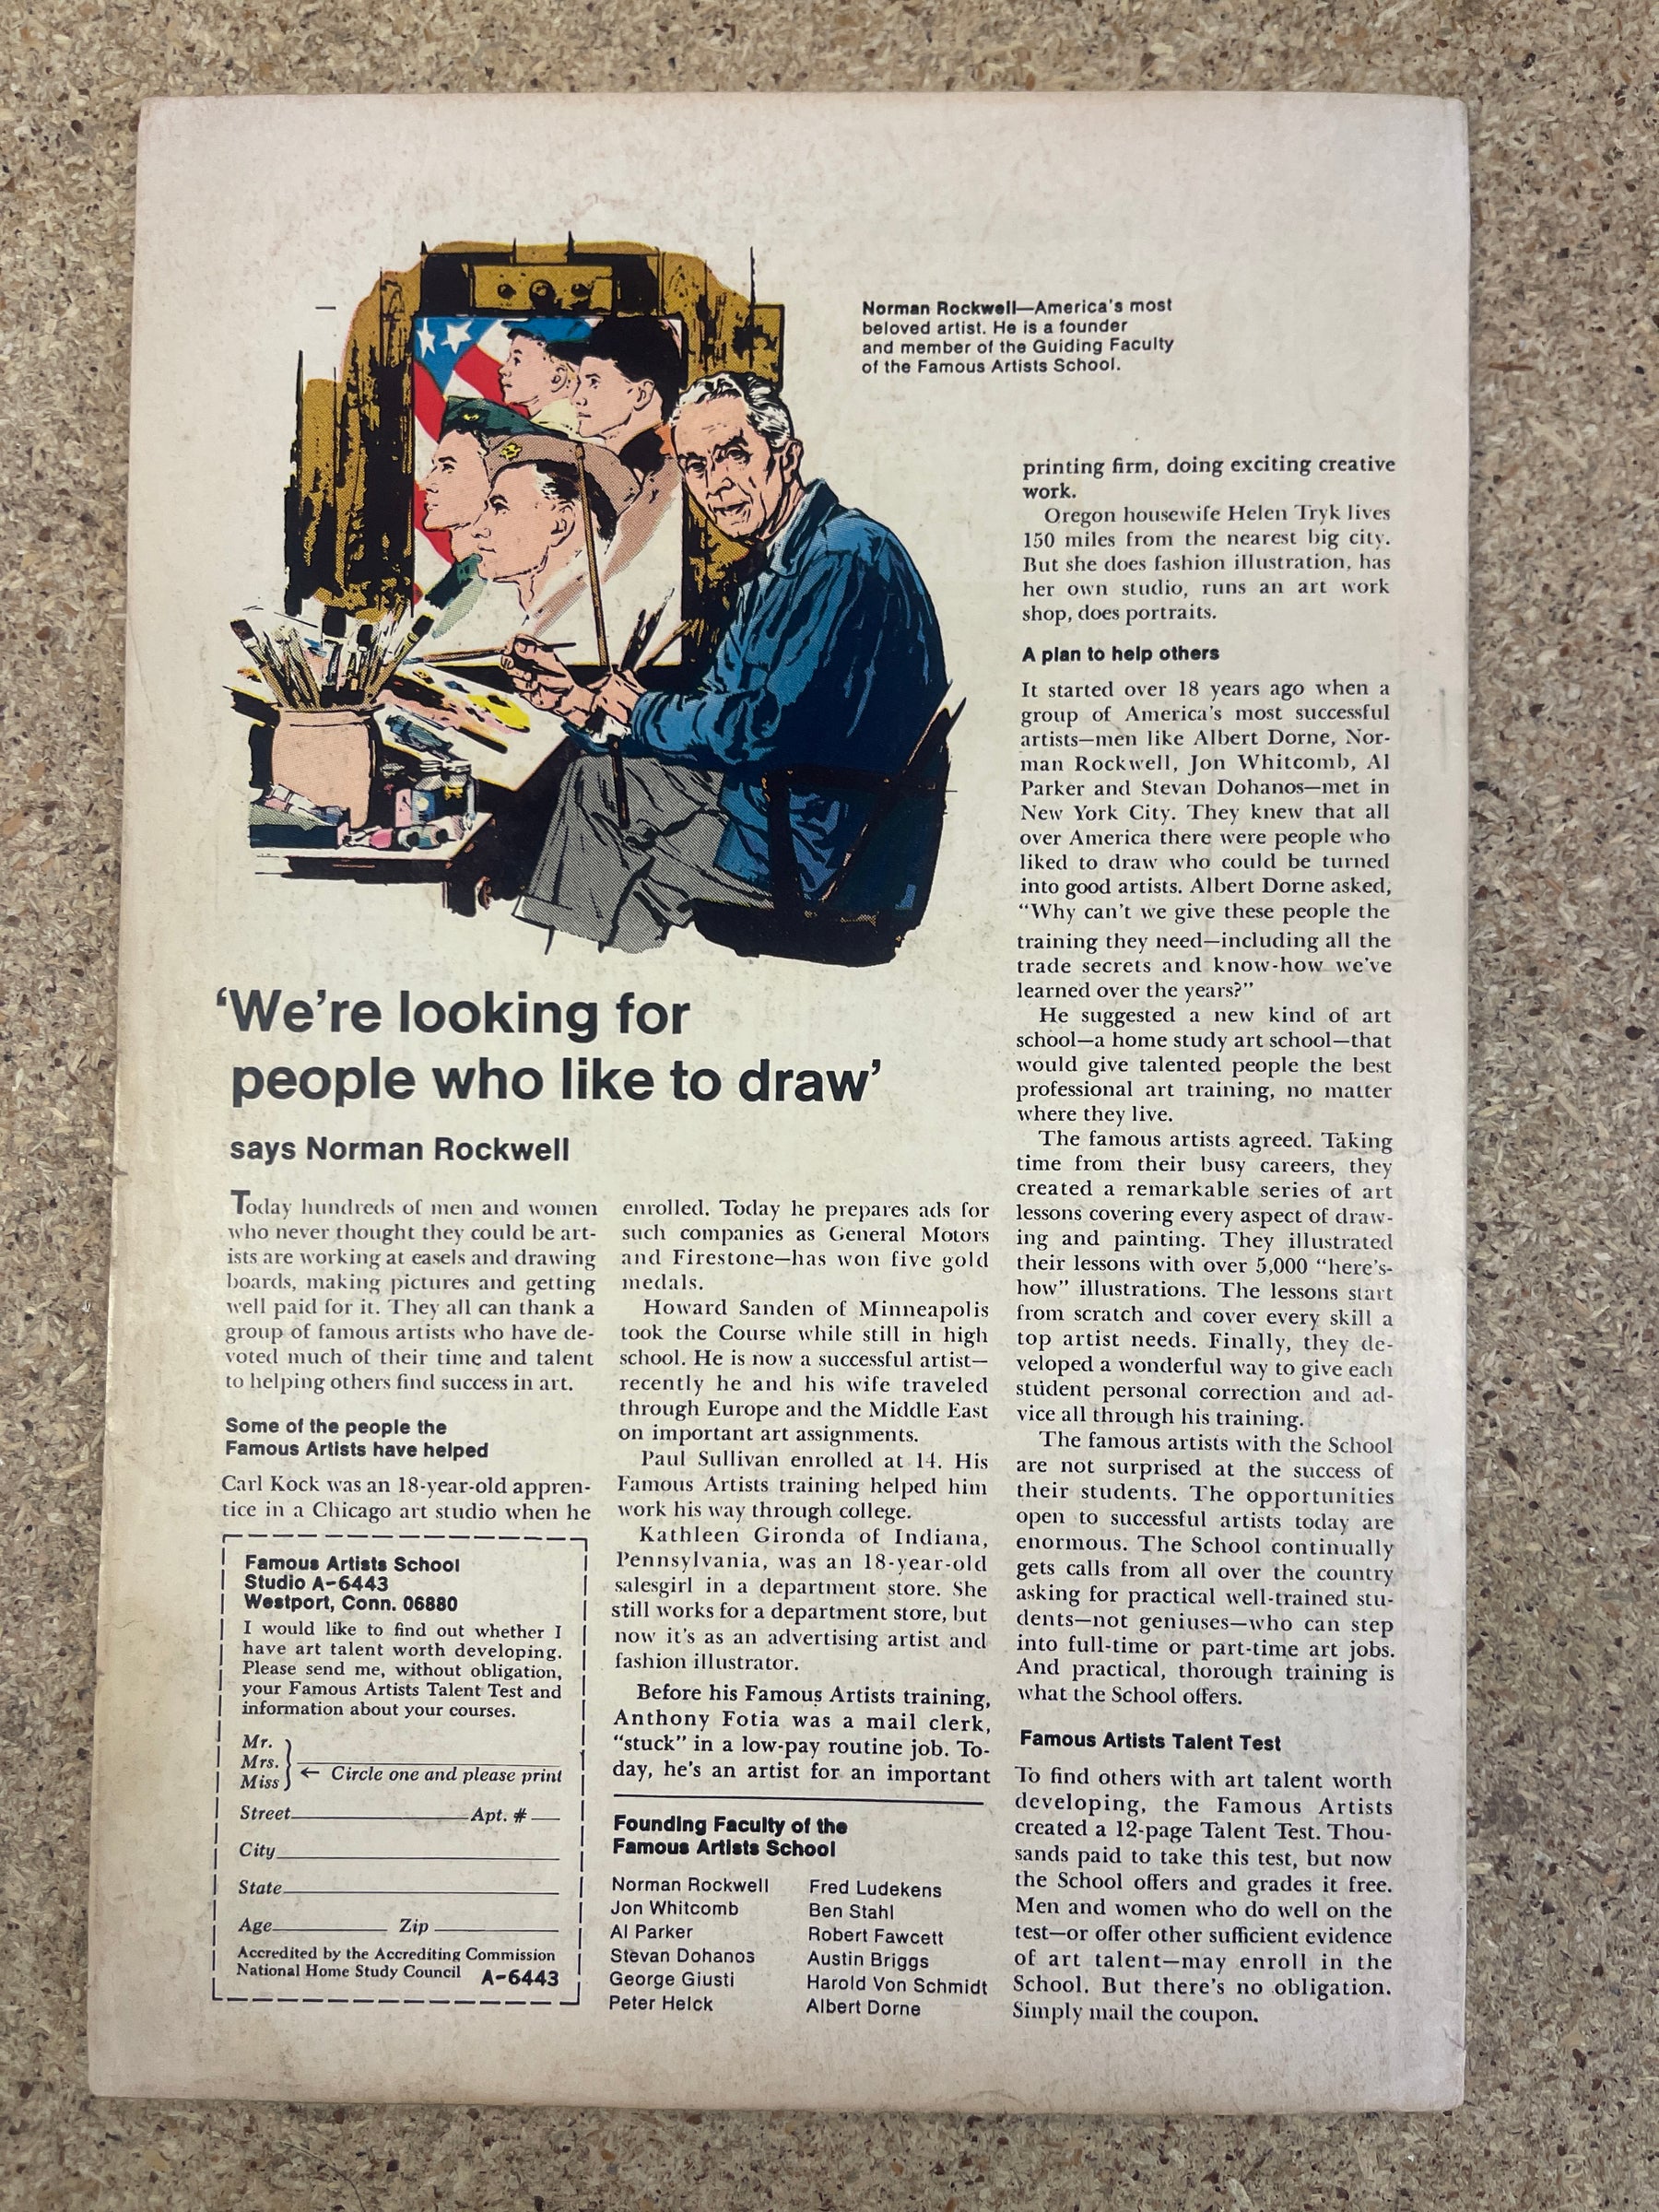 Norman Rockwell—America's most
beloved artist. He is a founder
and member of the Guiding Faculty
of the Famous Artists School.
'We're looking for
people who like to draw'
says Norman Rockwell
Today hundreds of men and women
who never thought they could be art-
ists are working at easels and drawing
boards, making pictures and getting
well paid for it. They all can thank a
group of famous artists who have de-
voted much of their time and talent
to helping others find success in art.
Some of the people the
Famous Artists have helped
Carl Kock was an 18-year-old appren-
tice in a Chicago art studio when he
enrolled. Today he prepares ads for
such companies as General Motors
and Firestone—has won five gold
medals.
Howard Sanden of Minneapolis
took the Course while still in high
school. He is now a successful artist—
recently he and his wife traveled
through Europe and the Middle East
on important art assignments.
Paul Sullivan enrolled at 14. His
Famous Artists training helped him
work his way through college.
Kathleen Gironda of Indiana,
Pennsylvania, was an 18-year-old
salesgirl in a department store. She
still works for a department store, but
now it's as an advertising artist and
fashion illustrator.
Before his Famous Artists training,
Anthony Fotia was a mail clerk,
"stuck" in a low-pay routine job. To-
day, he's an artist for an important
printing firm, doing exciting creative
work.
Oregon housewife Helen Tryk lives
150 miles from the nearest big city.
But she does fashion illustration, has
her own studio, runs an art work
shop, does portraits.
A plan to help others
It started over 18 years ago when a
group of America's most successful
artists—men like Albert Dorne, Nor-
man Rockwell, Jon Whitcomb, Al
Parker and Stevan Dohanos—met in
New York City. They knew that all
over America there were people who
liked to draw who could be turned
into good artists. Albert Dorne asked,
"Why can't we give these people the
training they need—including all the
trade secrets and know-how we've
learned over the years?"
He suggested a new kind of art
school—a home study art school—that
would give talented people the best
professional art training, no matter
where they live.
The famous artists agreed. Taking
time from their busy careers, they
created a remarkable series of art
lessons covering every aspect of draw-
ing and painting. They illustrated
their lessons with over 5,000 "here's-
how" illustrations. The lessons start
from scratch and cover every skill a
top artist needs. Finally, they de-
veloped a wonderful way to give each
student personal correction and ad-
vice all through his training.
The famous artists with the School
are not surprised at the success of
their students. The opportunities
open to successful artists today are
enormous. The School continually
gets calls from all over the country
asking for practical well-trained stu-
dents—not geniuses—who can step
into full-time or part-time art jobs.
And practical, thorough training is
what the School offers.
Famous Artists Talent Test
To find others with art talent worth
developing, the Famous Artists
created a 12-page Talent Test. Thou-
sands paid to take this test, but now
the School offers and grades it free.
Men and women who do well on the
test—or offer other sufficient evidence
of art talent—may enroll in the
School. But there's no obligation.
Simply mail the coupon.
Famous Artists School
Studio A-6443
Westport, Conn. 06880
I would like to find out whether I
have art talent worth developing.
Please send me, without obligation,
your Famous Artists Talent Test and
information about your courses.
Mr.
Mrs.
Miss
← Circle one and please print
Street Apt. #
City
State
Age Zip
Accredited by the Accrediting Commission
National Home Study Council A-6443
Founding Faculty of the
Famous Artists School
Norman Rockwell
Jon Whitcomb
Al Parker
Stevan Dohanos
George Giusti
Peter Helck
Fred Ludekens
Ben Stahl
Robert Fawcett
Austin Briggs
Harold Von Schmidt
Albert Dorne